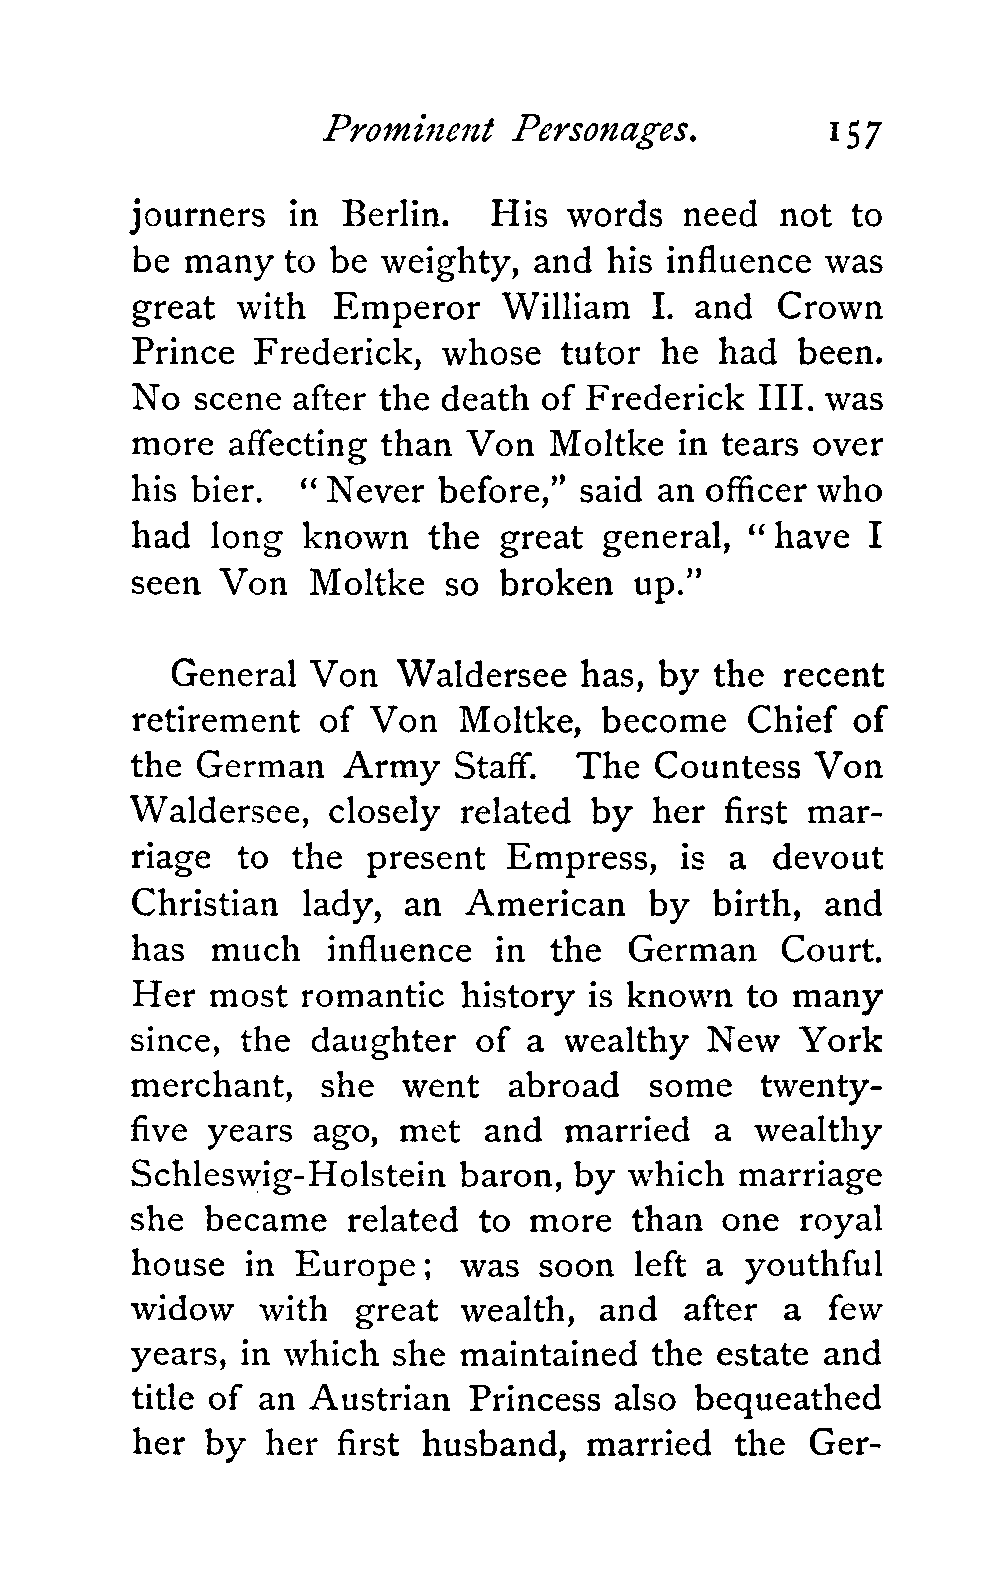 Prominent Personages. 157
journers in Berlin. His words need not to
be many to be weighty, and his influence was
great with Emperor William I. and Crown
Prince Frederick, whose tutor he had been.
No scene after the death of Frederick III. was
more affecting than Von Moltke in tears over
his bier. “ Never before,” said an officer who
had long known the great general, “ have I
seen Von Moltke so broken up.”
General Von Waldersee has, by the recent
retirement of Von Moltke, become Chief of
the German Army Staff. The Countess Von
Waldersee, closely related by her first mar-
riage to the present Empress, is a devout
Christian lady, an American by birth, and
has much influence in the German Court.
Her most romantic history is known to many
since, the daughter of a wealthy New York
merchant, she went abroad some twenty-
five years ago, met and married a wealthy
Schleswig-Holstein baron, by which marriage
she became related to more than one royal
house in Europe ; was soon left a youthful
widow with great wealth, and after a few
years, in which she maintained the estate and
title of an Austrian Princess also bequeathed
her by her first husband, married the Ger-